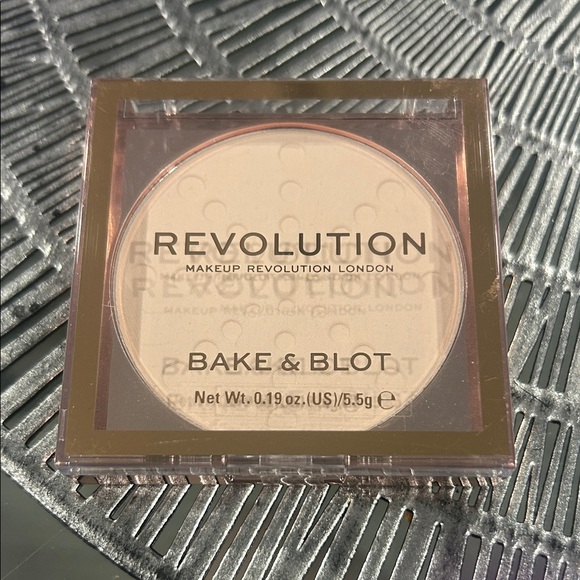 REVOLUTION
MAKEUP REVOLUTION LONDON
BAKE & BLOT
Net Wt. 0.19 oz.(US)/5.5g ℮